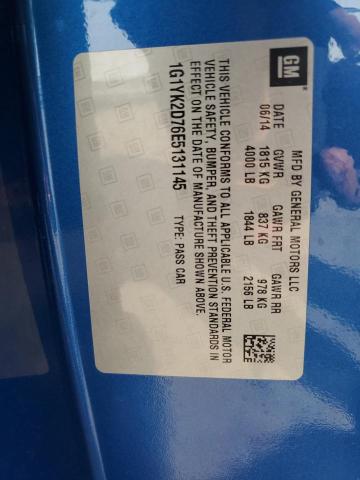 GM
MFD BY GENERAL MOTORS LLC
DATE GVWR GAWR FRT GAWR RR
06/14 1815 KG 837 KG 978 KG
4000 LB 1844 LB 2156 LB
THIS VEHICLE CONFORMS TO ALL APPLICABLE U.S. FEDERAL MOTOR
VEHICLE SAFETY, BUMPER, AND THEFT PREVENTION STANDARDS IN
EFFECT ON THE DATE OF MANUFACTURE SHOWN ABOVE.
1G1YK2D76E5131145 TYPE: PASS CAR